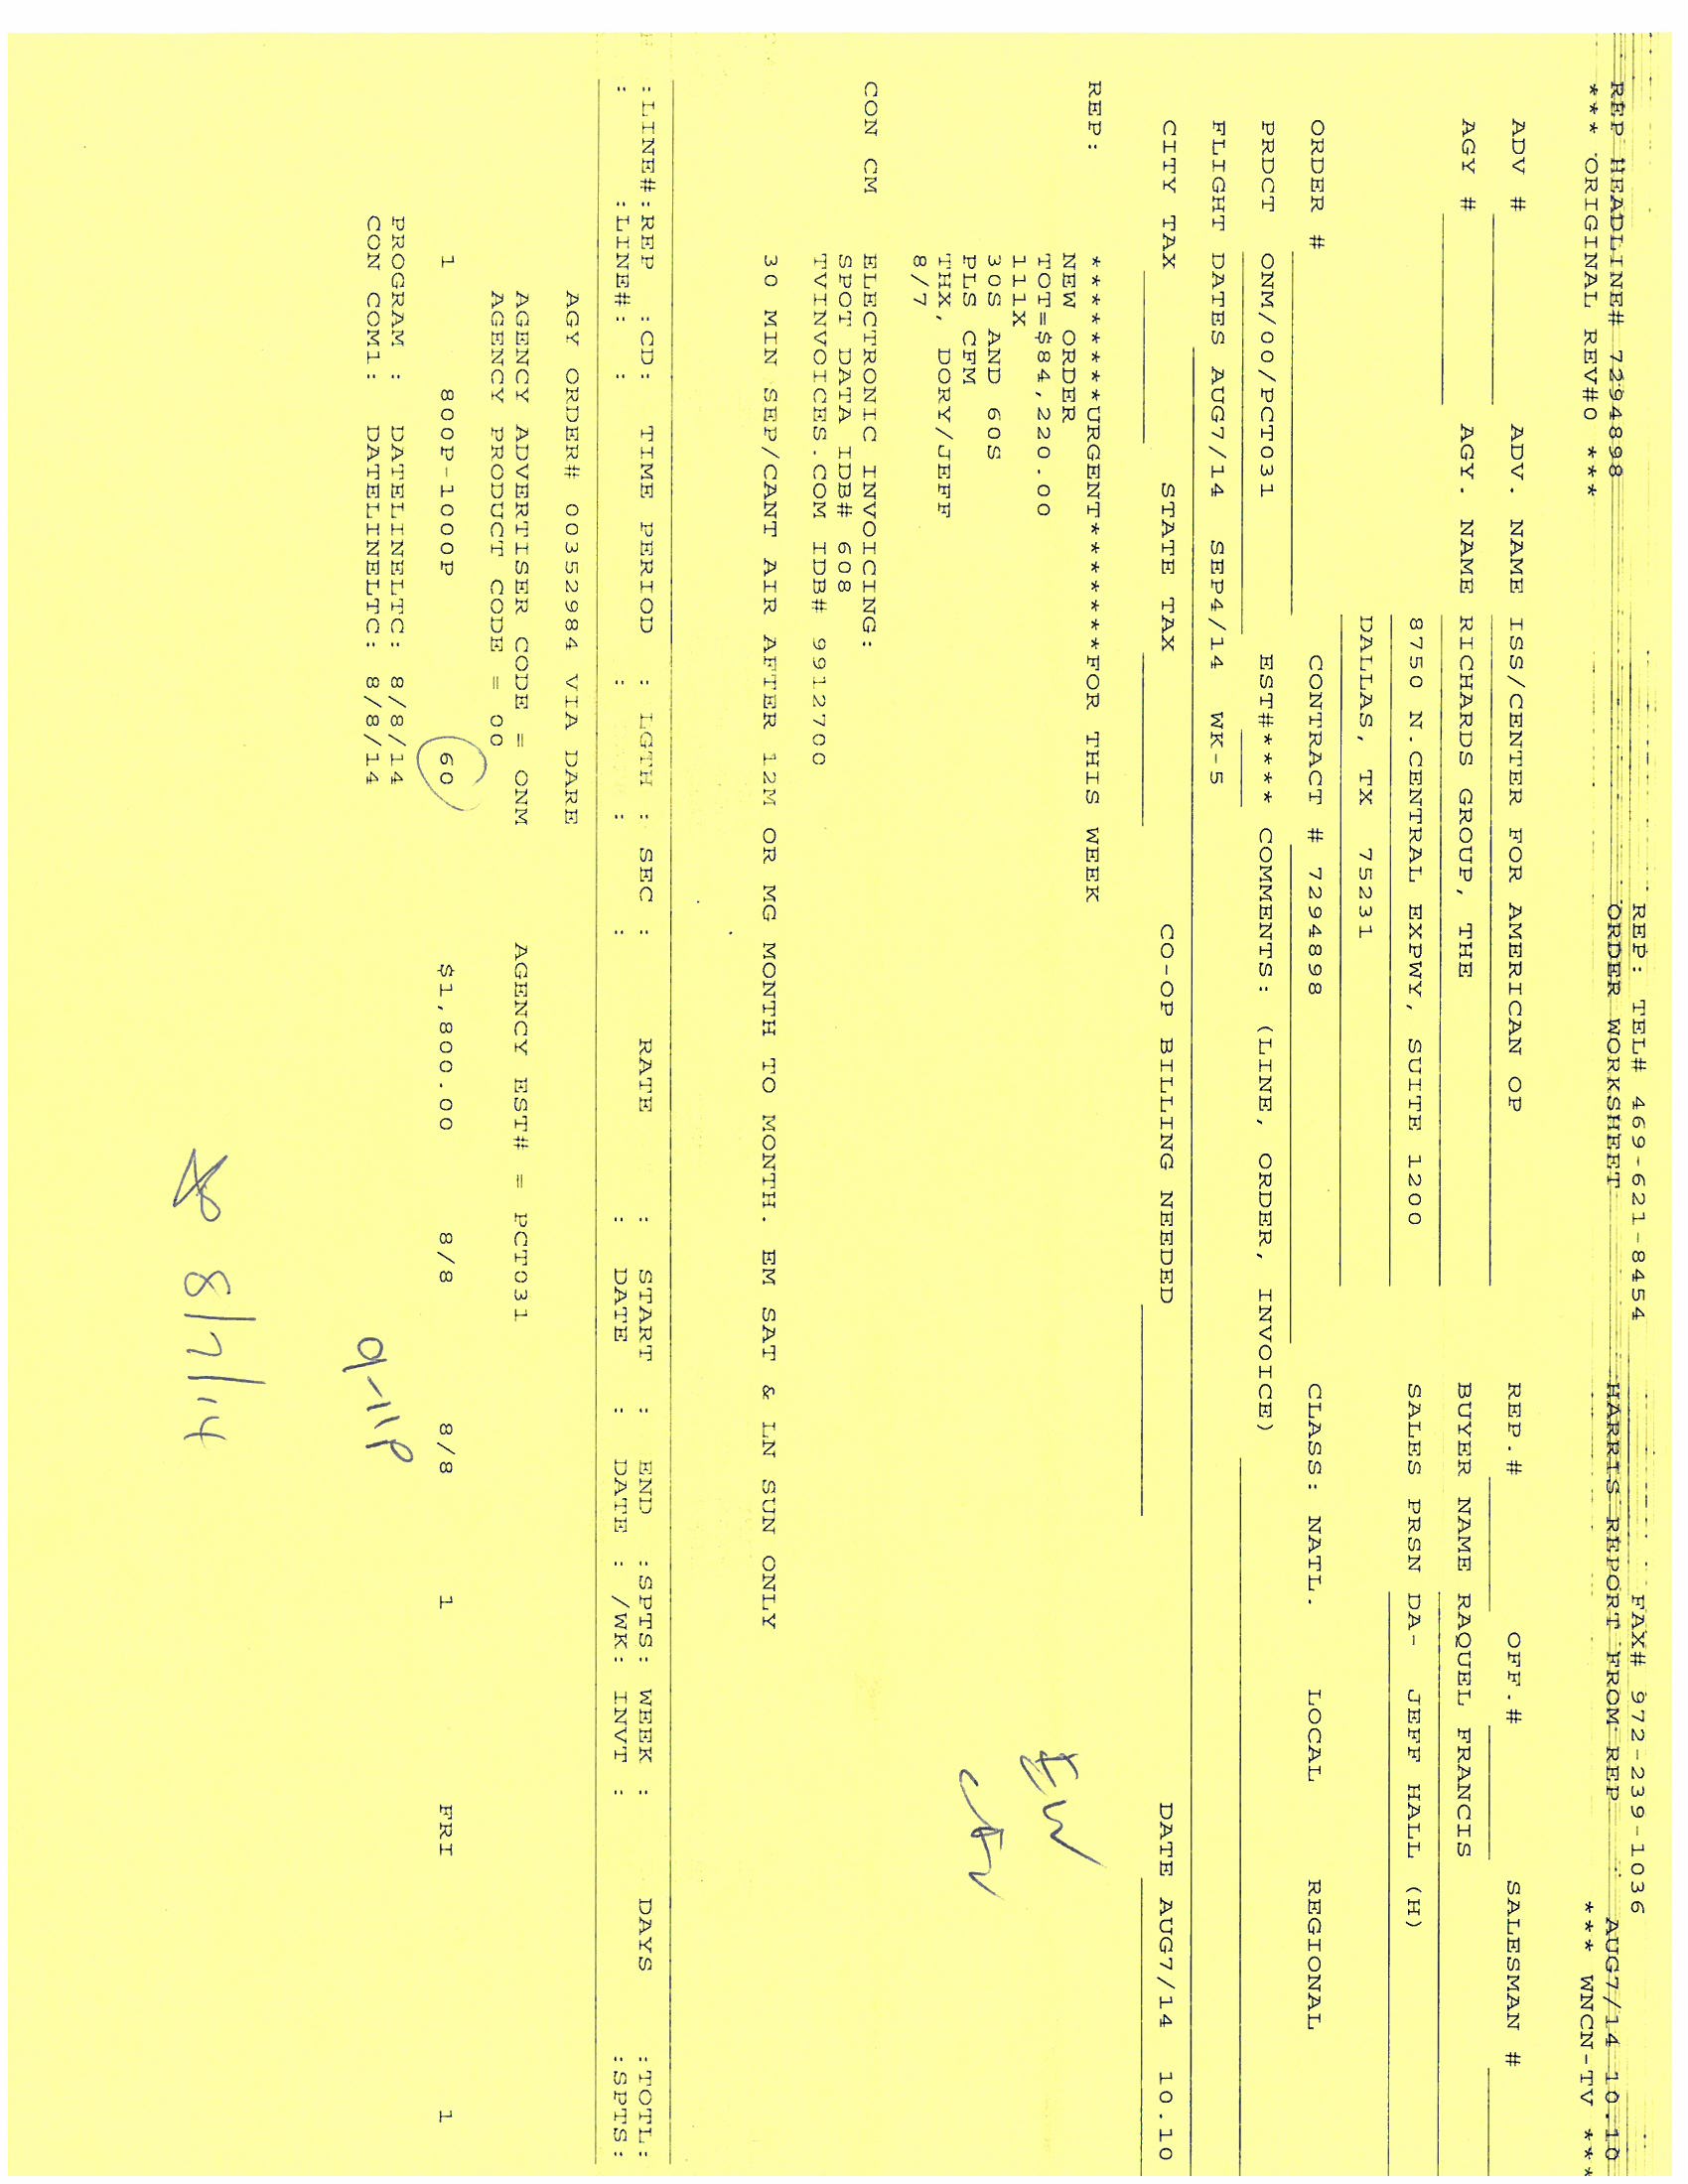 REP: TEL# 469-621-8454 FAX# 972-239-1036
REP HEADLINE# 7294898 ORDER WORKSHEET HARRIS REPORT FROM REP AUG7/14 10.10
*** ORIGINAL REV#0 *** *** WNCN-TV ***
ADV # ADV. NAME ISS/CENTER FOR AMERICAN OP REP.# OFF.# SALESMAN #
AGY # AGY. NAME RICHARDS GROUP, THE BUYER NAME RAQUEL FRANCIS
8750 N.CENTRAL EXPWY, SUITE 1200 SALES PRSN DA- JEFF HALL (H)
DALLAS, TX 75231
ORDER # CONTRACT # 7294898 CLASS: NATL. LOCAL REGIONAL
PRDCT ONM/00/PCT031 EST#**** COMMENTS: (LINE, ORDER, INVOICE)
FLIGHT DATES AUG7/14 SEP4/14 WK-5
CITY TAX STATE TAX CO-OP BILLING NEEDED DATE AUG7/14 10.10
REP: ********URGENT********FOR THIS WEEK
NEW ORDER
TOT=$84,220.00
111X
30S AND 60S
PLS CFM
THX, DORY/JEFF
8/7
CON CM ELECTRONIC INVOICING:
SPOT DATA IDB# 608
TVINVOICES.COM IDB# 9912700
30 MIN SEP/CANT AIR AFTER 12M OR MG MONTH TO MONTH. EM SAT & LN SUN ONLY
:LINE#:REP :CD: TIME PERIOD : LGTH : SEC : RATE : START : END :SPTS: WEEK : DAYS :TOTL:
: :LINE#: : : : : : DATE : DATE : /WK: INVT : :SPTS:
AGY ORDER# 00352984 VIA DARE
AGENCY ADVERTISER CODE = ONM AGENCY EST# = PCT031
AGENCY PRODUCT CODE = 00
1 800P-1000P 60 $1,800.00 8/8 8/8 1 FRI 1
PROGRAM : DATELINELTC: 8/8/14
CON COM1: DATELINELTC: 8/8/14
9-11p
8/7/14